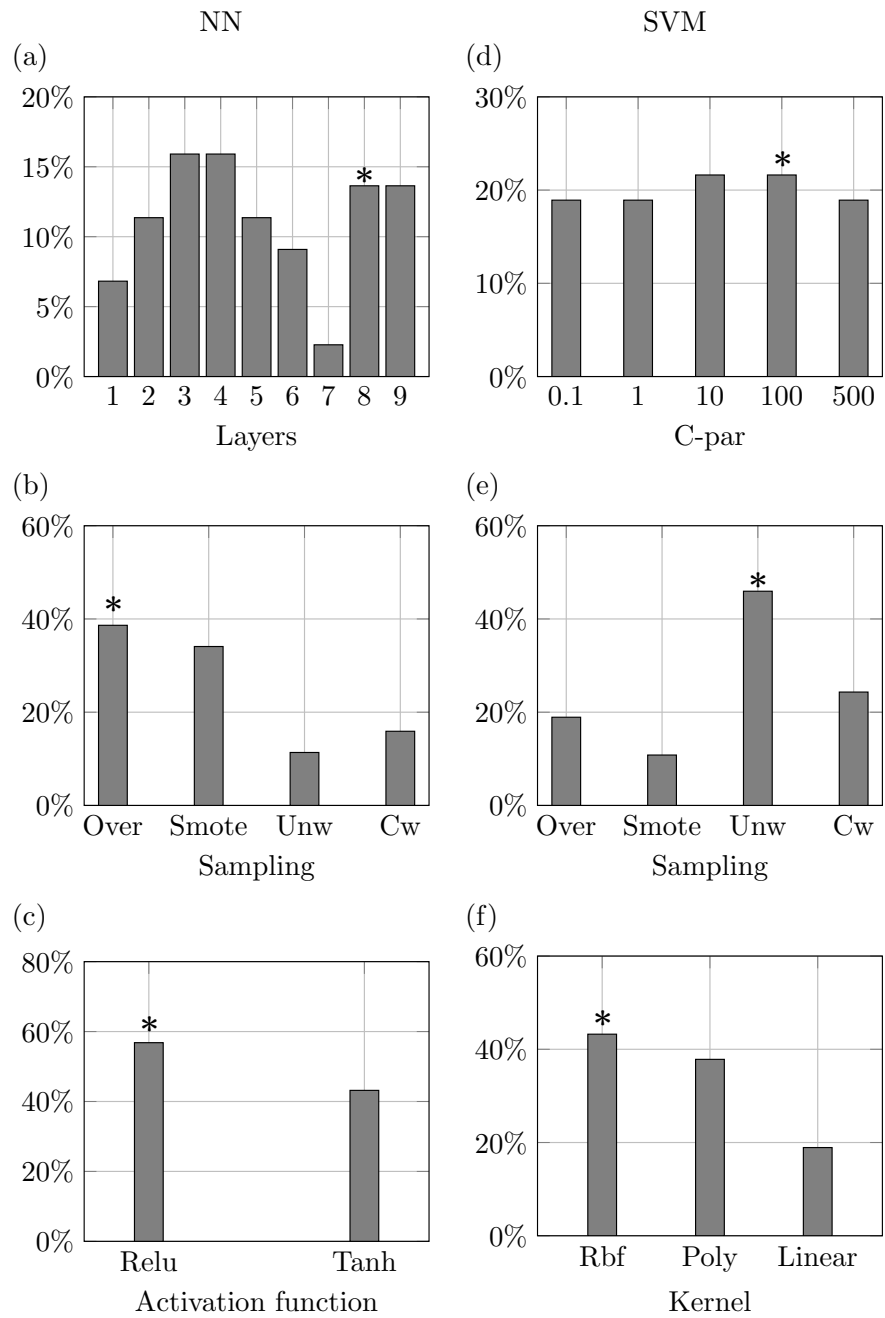 NN
(a)
20%
15%
10%
5%
0%
*
1 2 3 4 5 6 7 8 9
Layers
(b)
60%
40%
20%
0%
*
Over Smote Unw Cw
Sampling
(c)
80%
60%
40%
20%
0%
*
Relu Tanh
Activation function
SVM
(d)
30%
20%
10%
0%
*
0.1 1 10 100 500
C-par
(e)
60%
40%
20%
0%
*
Over Smote Unw Cw
Sampling
(f)
60%
40%
20%
0%
*
Rbf Poly Linear
Kernel